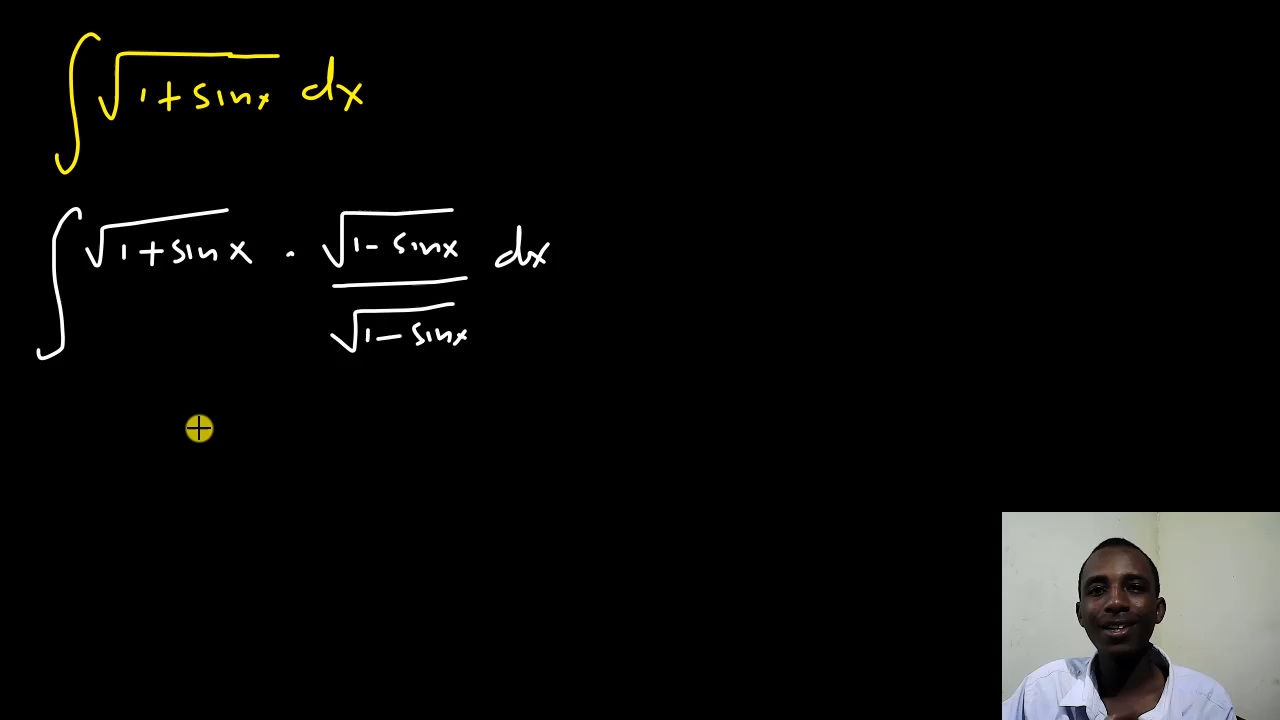 ∫ √(1 + sinx) dx
∫ √(1 + sinx) · √(1 - sinx) / √(1 - sinx) dx